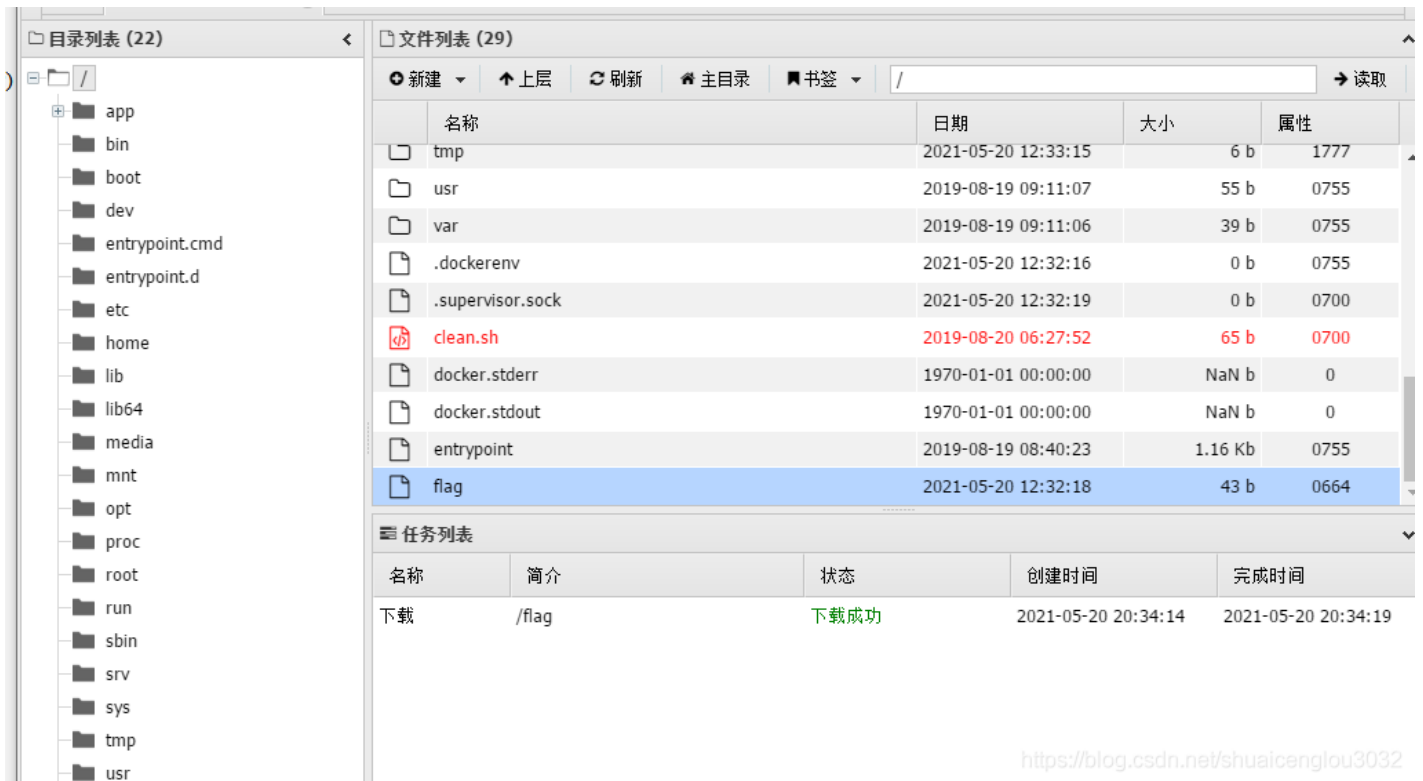 目录列表 (22)
文件列表 (29)
新建 上层 刷新 主目录 书签 / 读取
名称 日期 大小 属性
tmp 2021-05-20 12:33:15 6 b 1777
usr 2019-08-19 09:11:07 55 b 0755
var 2019-08-19 09:11:06 39 b 0755
.dockerenv 2021-05-20 12:32:16 0 b 0755
.supervisor.sock 2021-05-20 12:32:19 0 b 0700
clean.sh 2019-08-20 06:27:52 65 b 0700
docker.stderr 1970-01-01 00:00:00 NaN b 0
docker.stdout 1970-01-01 00:00:00 NaN b 0
entrypoint 2019-08-19 08:40:23 1.16 Kb 0755
flag 2021-05-20 12:32:18 43 b 0664
)
/
app
bin
boot
dev
entrypoint.cmd
entrypoint.d
etc
home
lib
lib64
media
mnt
opt
proc
root
run
sbin
srv
sys
tmp
usr
任务列表
名称 简介 状态 创建时间 完成时间
下载 /flag 下载成功 2021-05-20 20:34:14 2021-05-20 20:34:19
https://blog.csdn.net/shuaicenglou3032